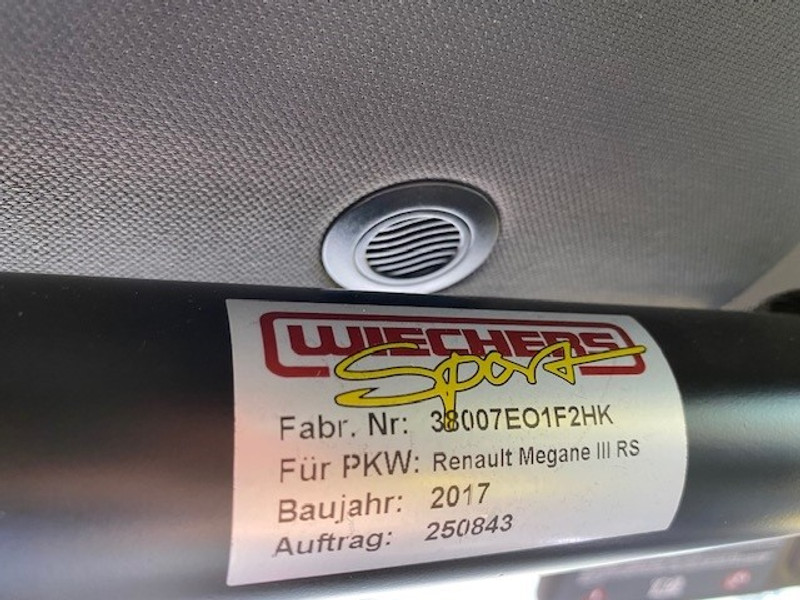 WIECHERS
Sport
Fabr. Nr: 38007EO1F2HK
Für PKW: Renault Megane III RS
Baujahr: 2017
Auftrag: 250843